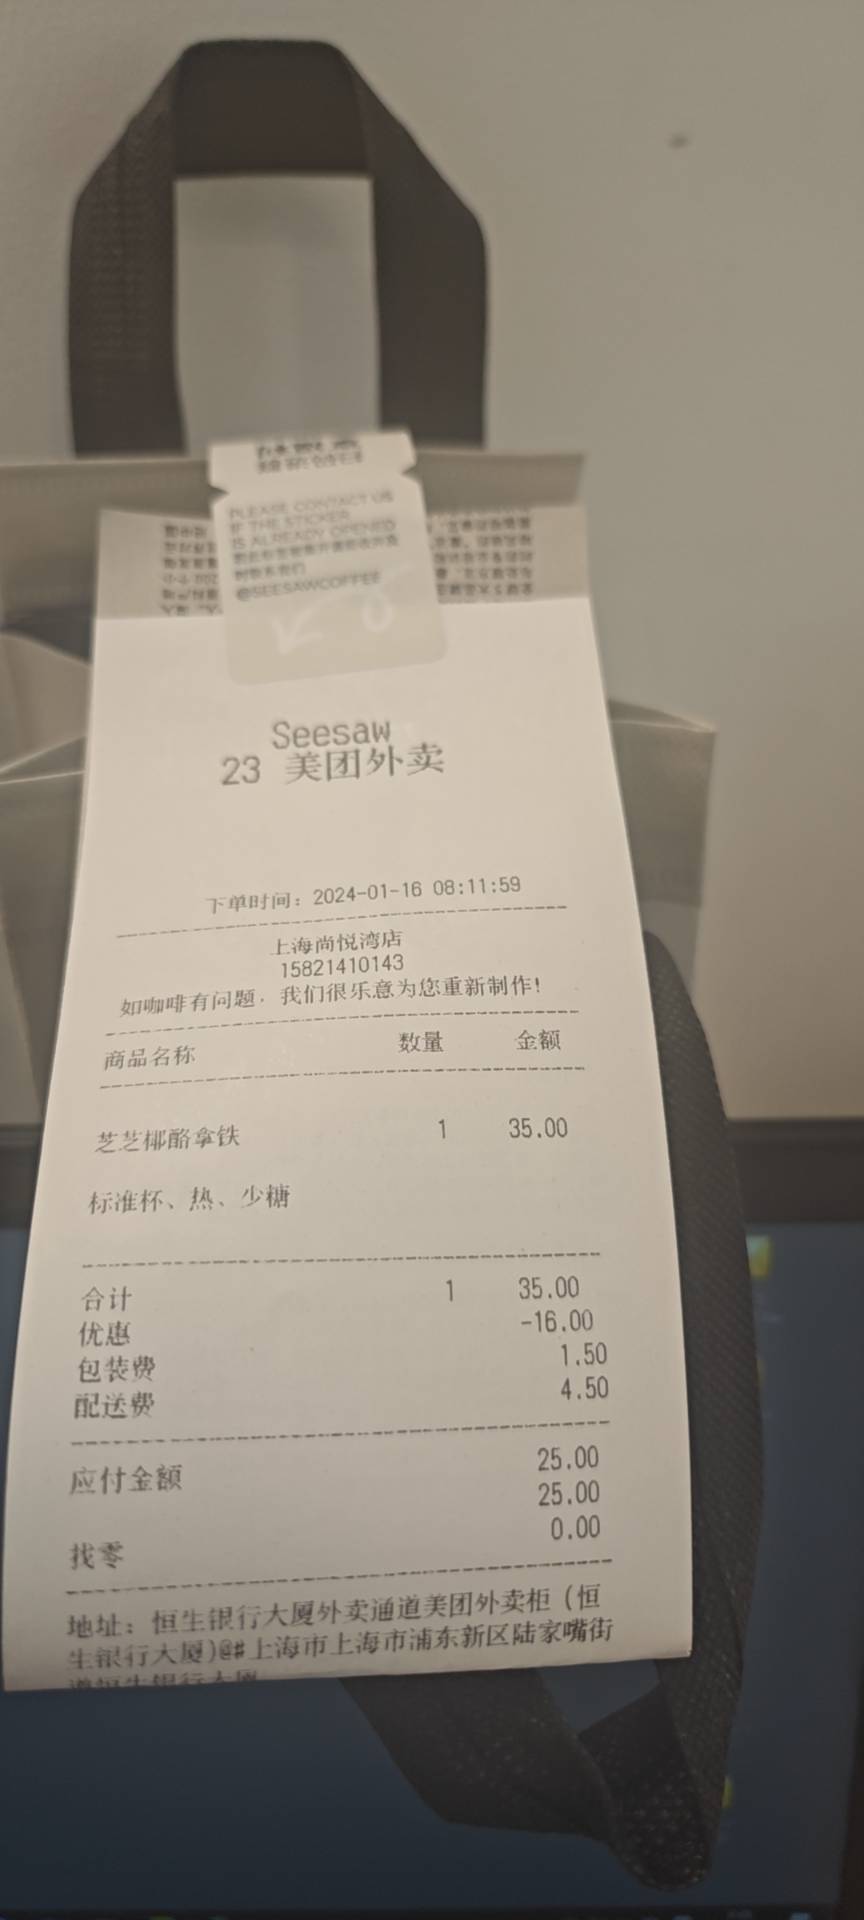 PLEASE CONTACT US
IF THE STICKER
IS ALREADY OPENED
@SEESAWCOFFEE
Seesaw
23 美团外卖
下单时间：2024-01-16 08:11:59
上海尚悦湾店
15821410143
如咖啡有问题，我们很乐意为您重新制作！
商品名称 数量 金额
芝芝椰酪拿铁 1 35.00
标准杯、热、少糖
合计 1 35.00
优惠 -16.00
包装费 1.50
配送费 4.50
应付金额 25.00
25.00
找零 0.00
地址：恒生银行大厦外卖通道美团外卖柜（恒
生银行大厦)@#上海市上海市浦东新区陆家嘴街
道恒生银行大厦